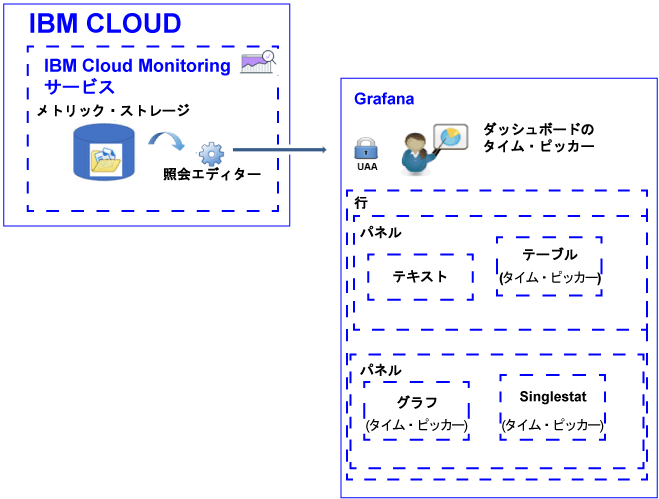 IBM CLOUD
IBM Cloud Monitoring
サービス
メトリック・ストレージ
照会エディター
Grafana
UAA
ダッシュボードの
タイム・ピッカー
行
パネル
テキスト
テーブル
(タイム・ピッカー)
パネル
グラフ
(タイム・ピッカー)
Singlestat
(タイム・ピッカー)